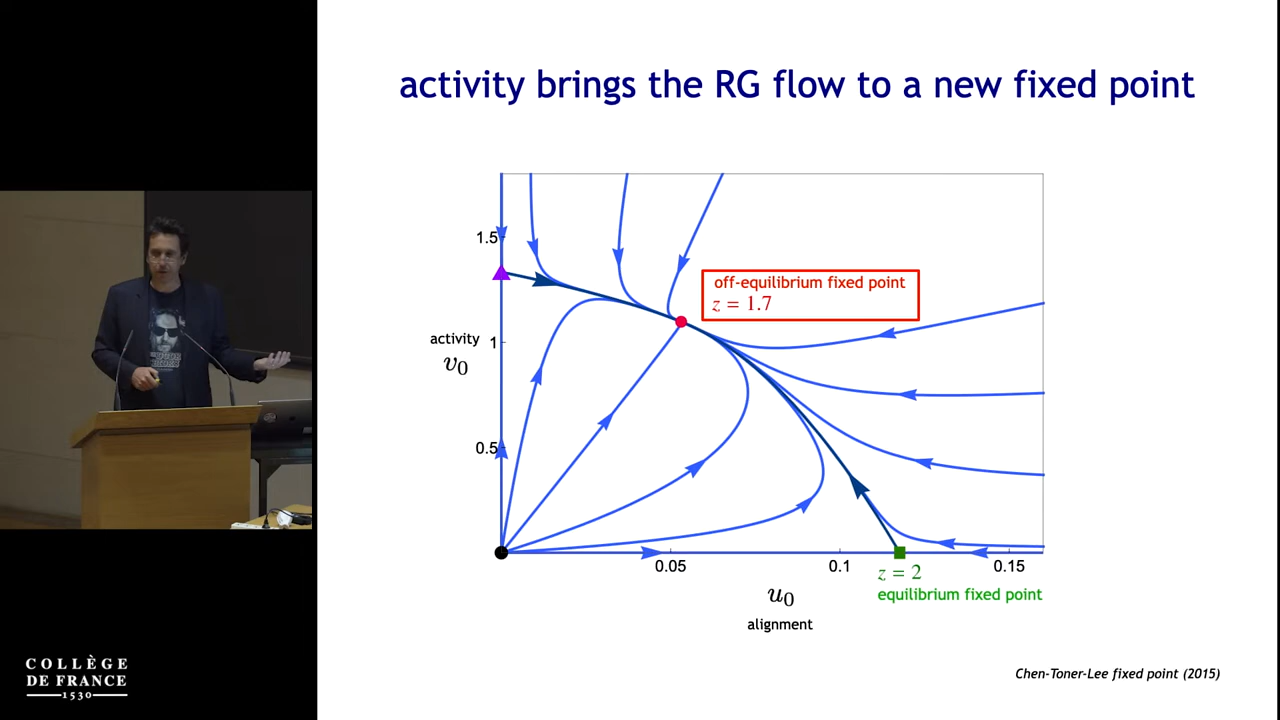 activity brings the RG flow to a new fixed point
1.5
off-equilibrium fixed point
z = 1.7
activity
1
v₀
0.5
0.05
0.1
0.15
z = 2
u₀
equilibrium fixed point
alignment
COLLÈGE
DE FRANCE
1530
Chen-Toner-Lee fixed point (2015)